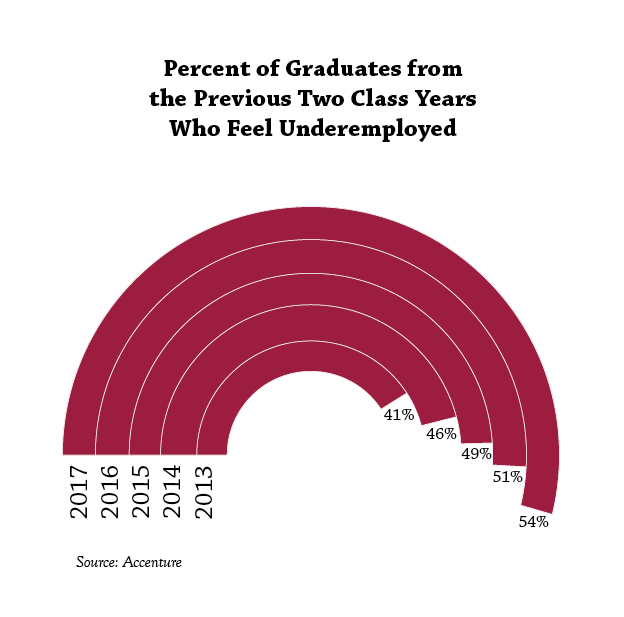 Percent of Graduates from
the Previous Two Class Years
Who Feel Underemployed
41%
46%
49%
51%
54%
2017
2016
2015
2014
2013
Source: Accenture